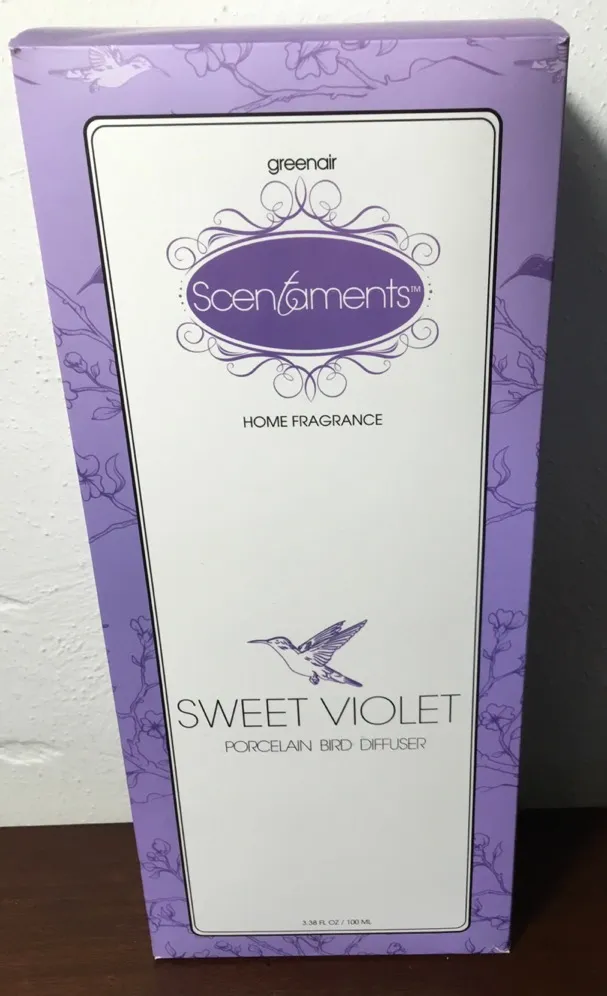 greenair
Scentaments™
HOME FRAGRANCE
SWEET VIOLET
PORCELAIN BIRD DIFFUSER
3.38 FL OZ / 100 ML